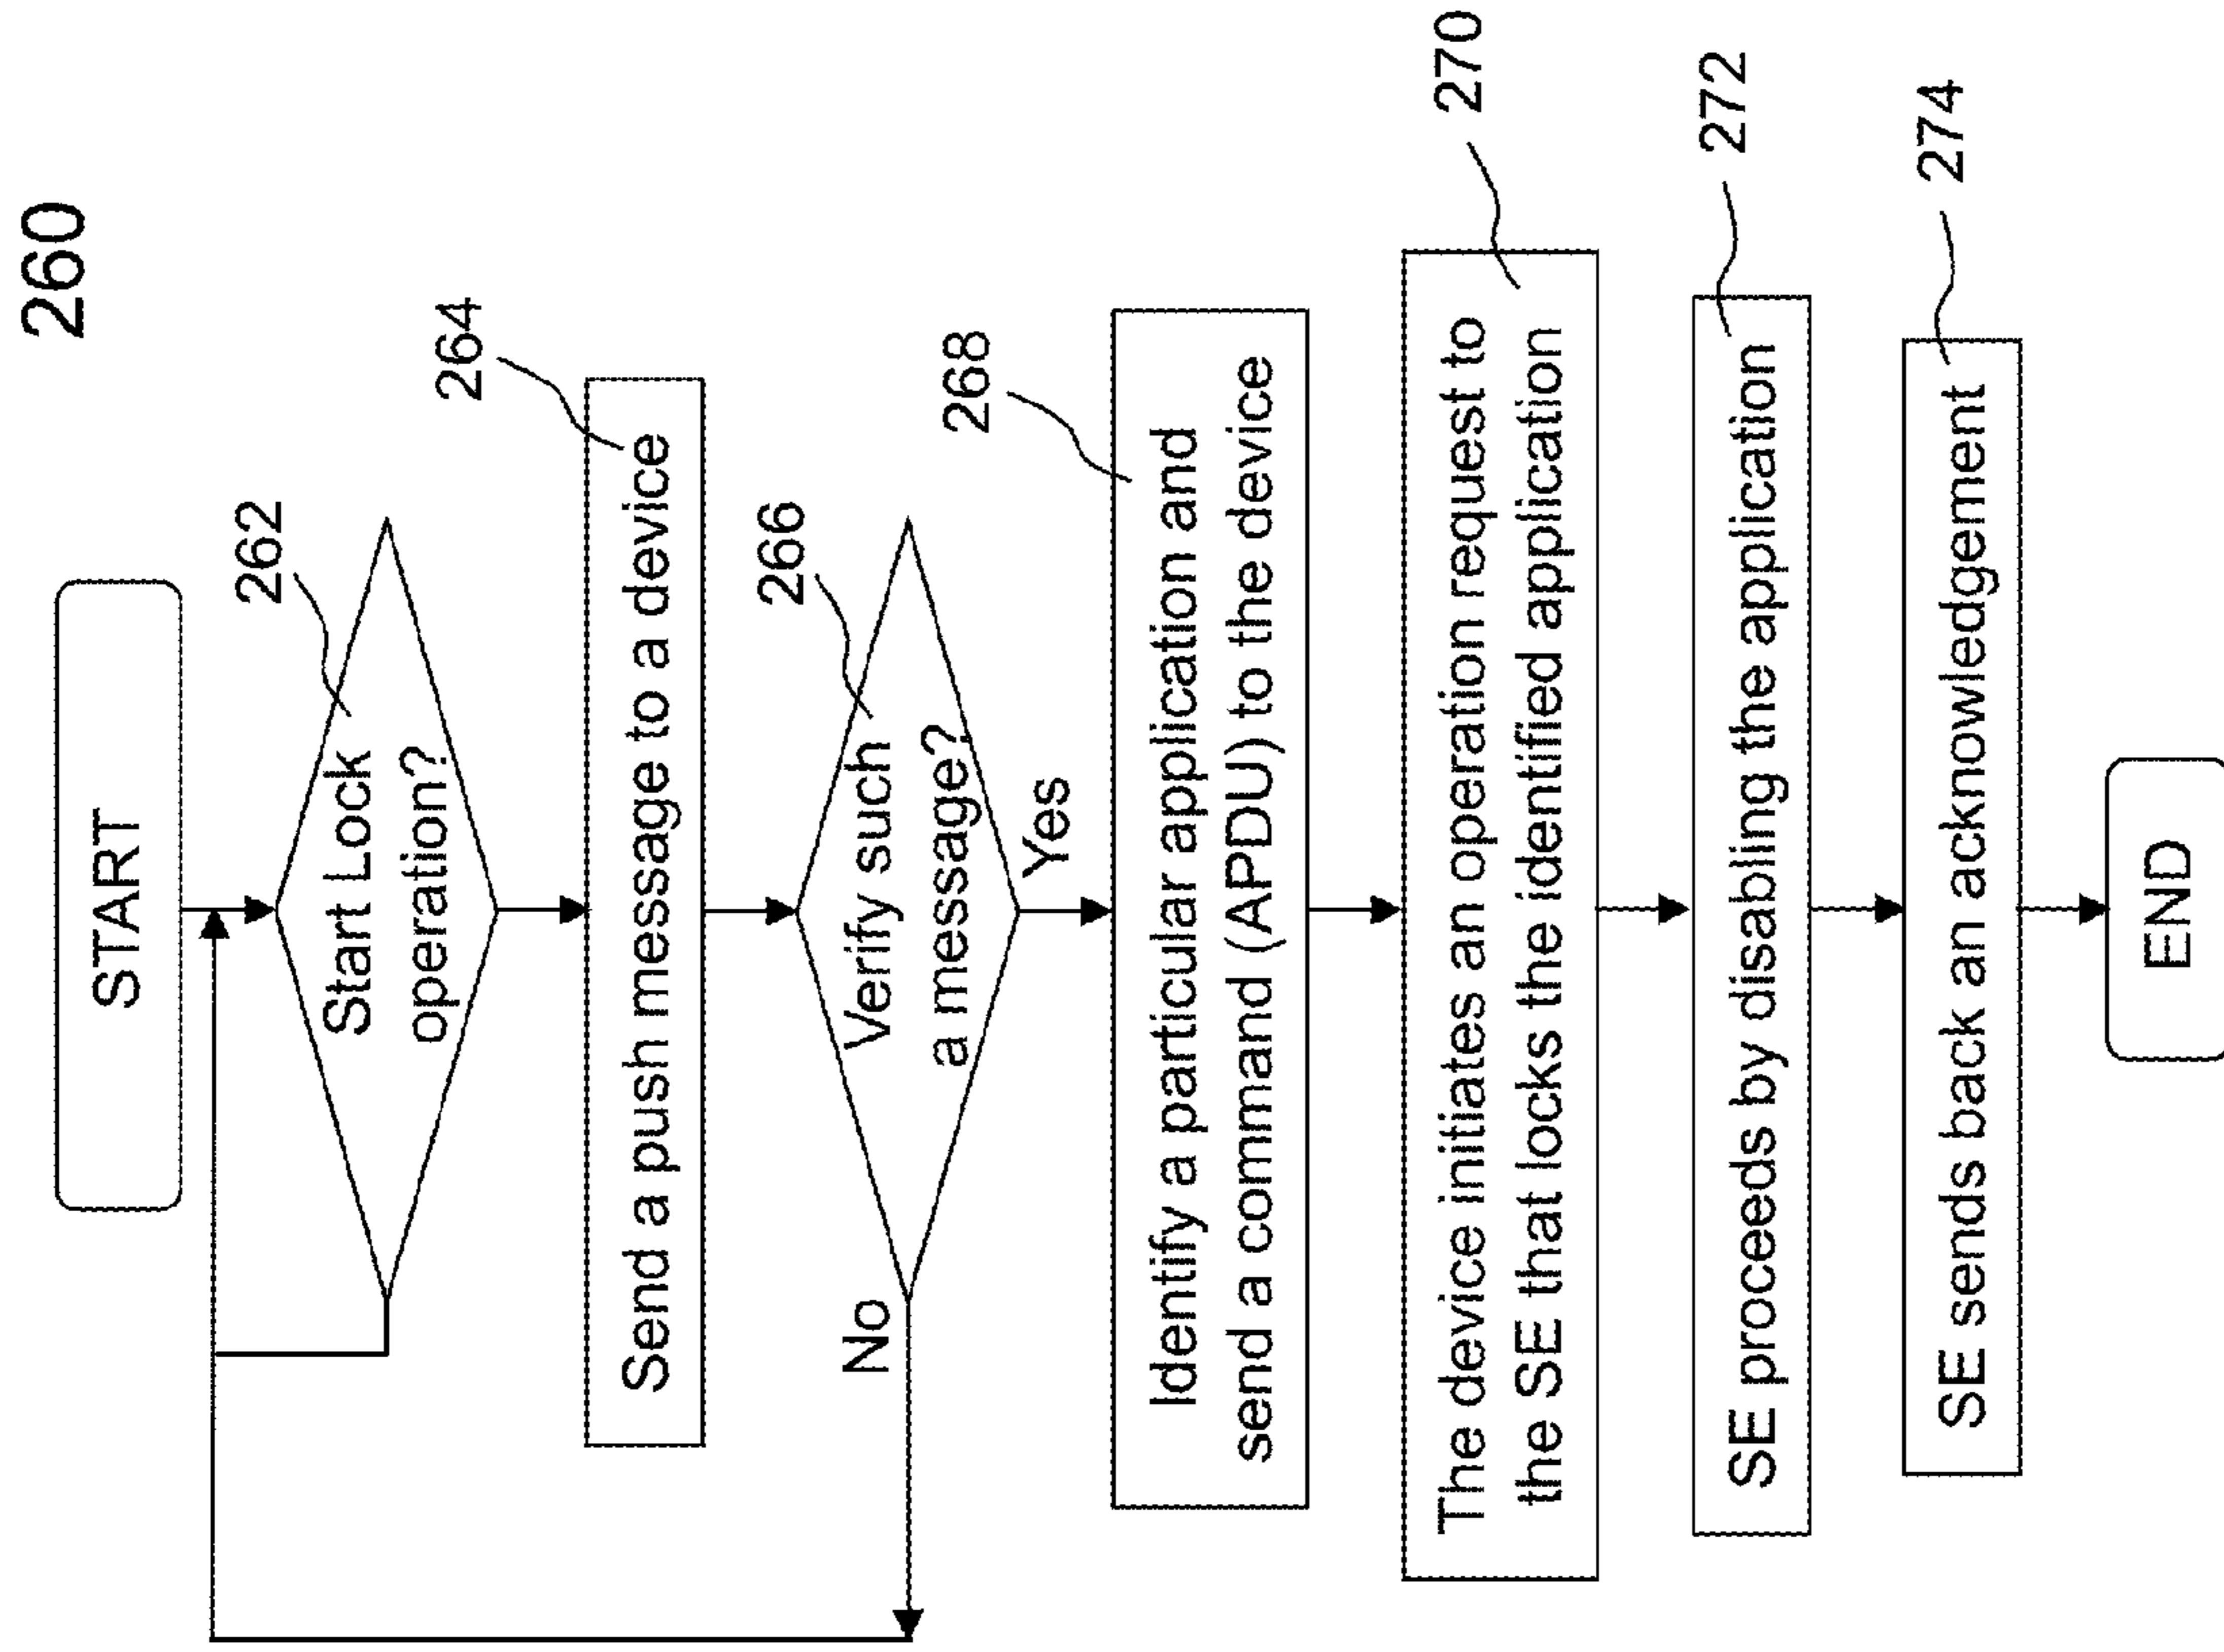 260
START
262
Start Lock
operation?
264
Send a push message to a device
266
Verify such
a message?
No
Yes
268
Identify a particular application and
send a command (APDU) to the device
270
The device initiates an operation request to
the SE that locks the identified application
272
SE proceeds by disabling the application
274
SE sends back an acknowledgement
END